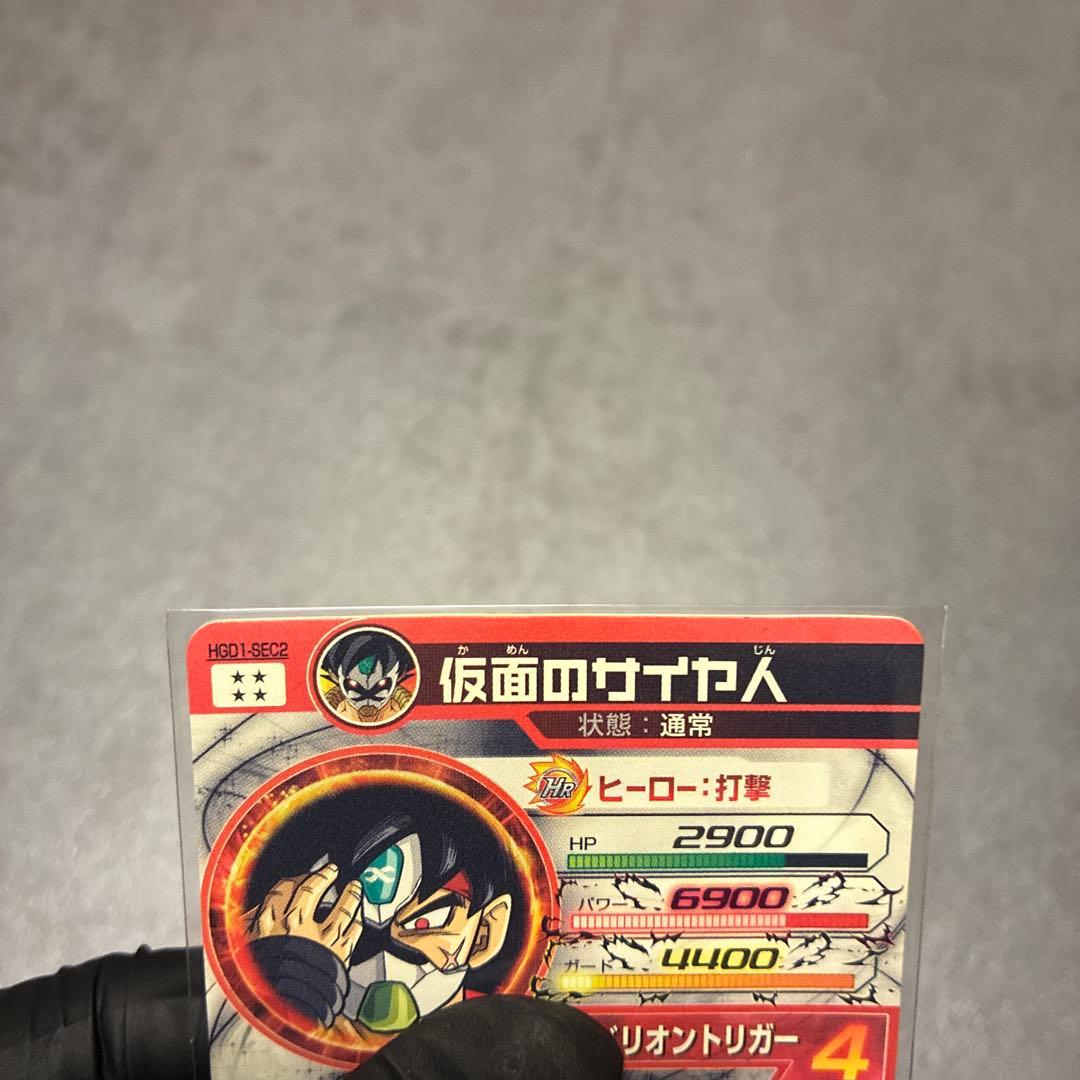 HGD1-SEC2
★★
★★
かめん じん
仮面のサイヤ人
状態：通常
HR ヒーロー：打撃
HP 2900
パワー 6900
ガード 4400
リオントリガー 4